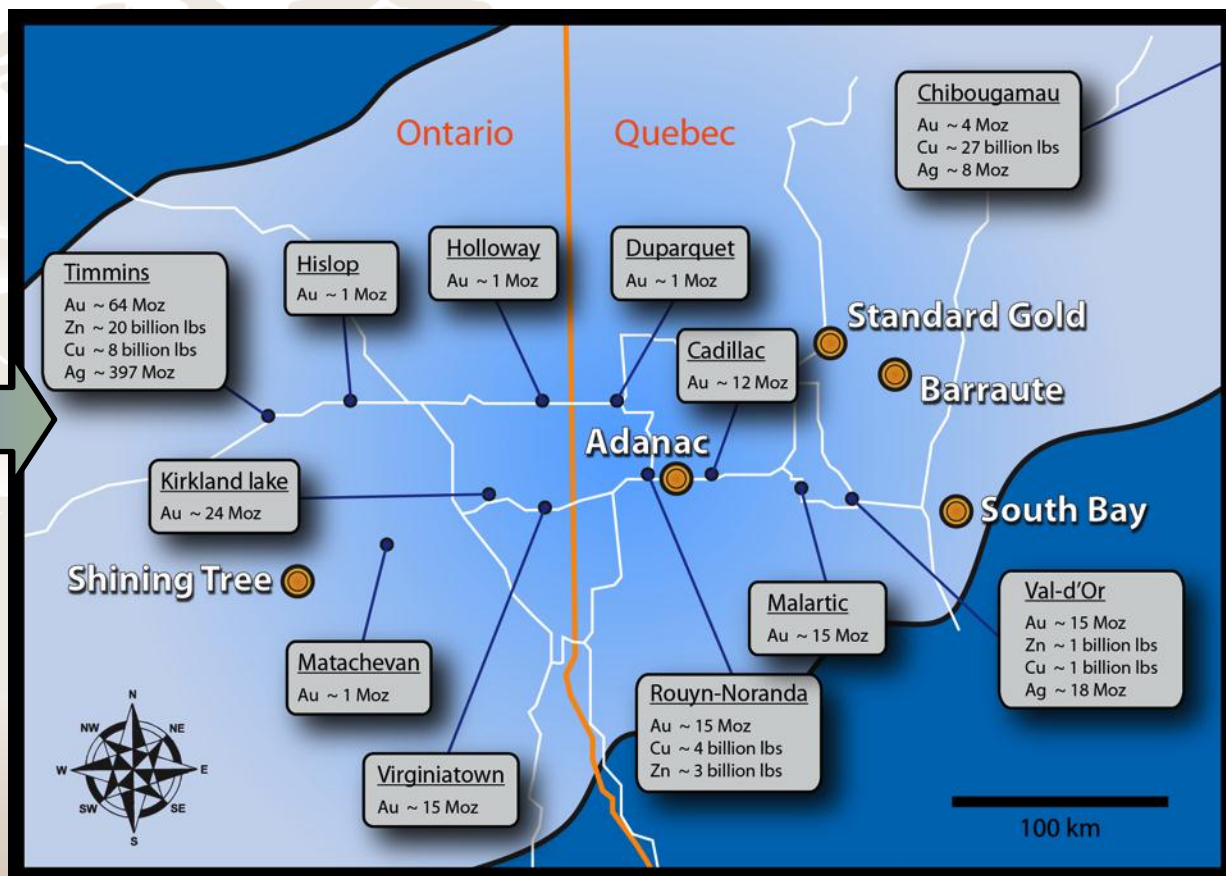 Ontario
Quebec
Chibougamau
Au ~ 4 Moz
Cu ~ 27 billion lbs
Ag ~ 8 Moz
Timmins
Au ~ 64 Moz
Zn ~ 20 billion lbs
Cu ~ 8 billion lbs
Ag ~ 397 Moz
Hislop
Au ~ 1 Moz
Holloway
Au ~ 1 Moz
Duparquet
Au ~ 1 Moz
Standard Gold
Cadillac
Au ~ 12 Moz
Barraute
Adanac
Kirkland lake
Au ~ 24 Moz
South Bay
Shining Tree
Malartic
Au ~ 15 Moz
Val-d'Or
Au ~ 15 Moz
Zn ~ 1 billion lbs
Cu ~ 1 billion lbs
Ag ~ 18 Moz
Matachevan
Au ~ 1 Moz
Rouyn-Noranda
Au ~ 15 Moz
Cu ~ 4 billion lbs
Zn ~ 3 billion lbs
Virginiatown
Au ~ 15 Moz
N
NW
NE
W
E
SW
SE
S
100 km